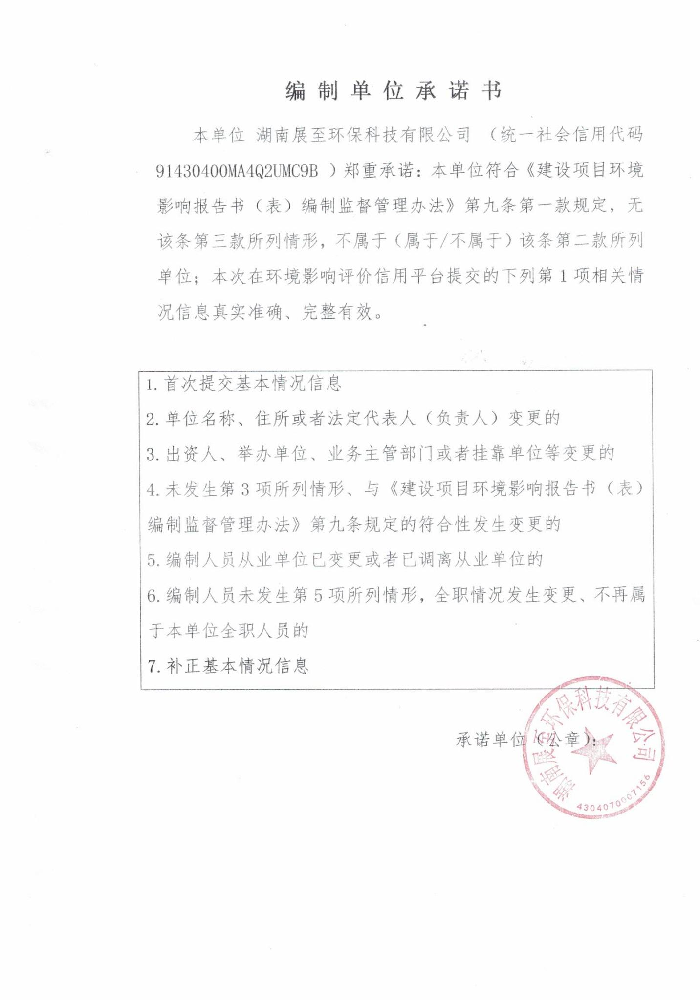 编制单位承诺书
本单位 湖南展至环保科技有限公司 （统一社会信用代码
91430400MA4Q2UMC9B ）郑重承诺：本单位符合《建设项目环境
影响报告书（表）编制监督管理办法》第九条第一款规定，无
该条第三款所列情形，不属于（属于/不属于）该条第二款所列
单位；本次在环境影响评价信用平台提交的下列第 1 项相关情
况信息真实准确、完整有效。
1. 首次提交基本情况信息
2. 单位名称、住所或者法定代表人（负责人）变更的
3. 出资人、举办单位、业务主管部门或者挂靠单位等变更的
4. 未发生第 3 项所列情形、与《建设项目环境影响报告书（表）
编制监督管理办法》第九条规定的符合性发生变更的
5. 编制人员从业单位已变更或者已调离从业单位的
6. 编制人员未发生第 5 项所列情形，全职情况发生变更、不再属
于本单位全职人员的
7. 补正基本情况信息
承诺单位（公章）：
湖南展至环保科技有限公司
4304070007156